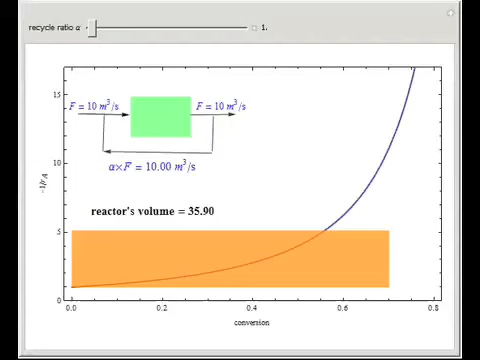 recycle ratio α 1.
F = 10 m³/s F = 10 m³/s
α×F = 10.00 m³/s
reactor's volume = 35.90
-1/r_A
15
10
5
0
0.0 0.2 0.4 0.6 0.8
conversion